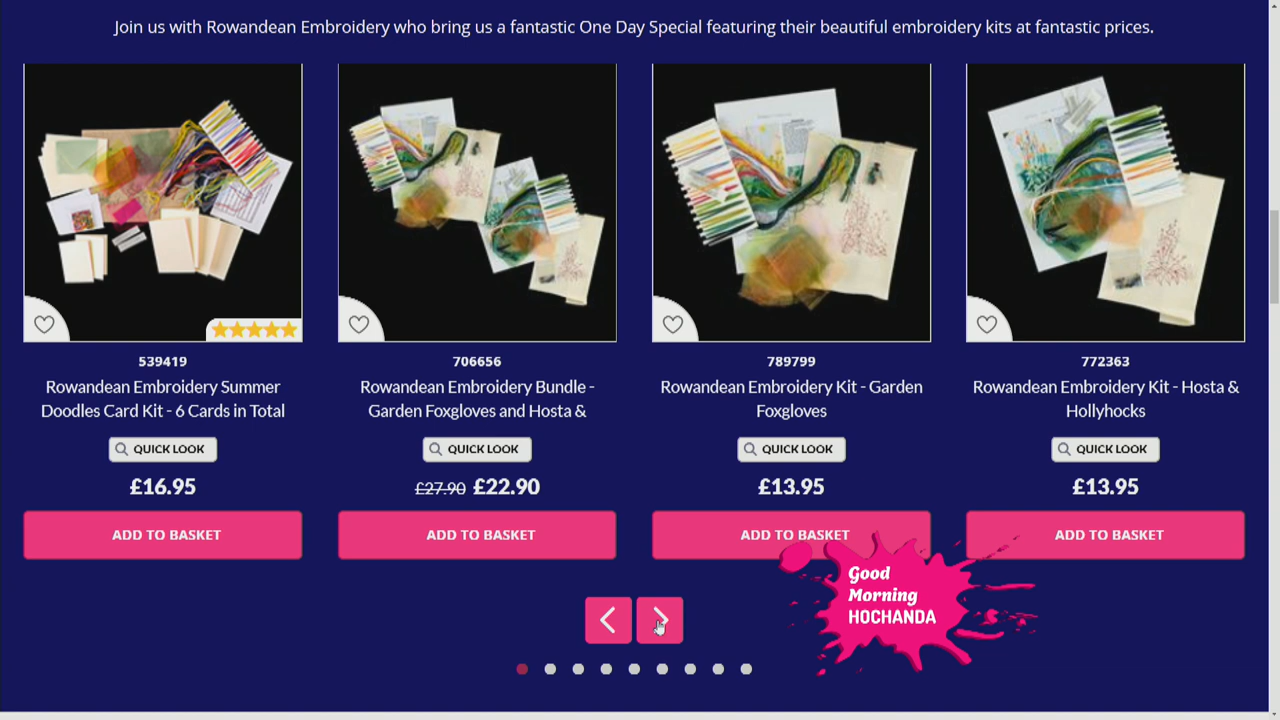 Join us with Rowandean Embroidery who bring us a fantastic One Day Special featuring their beautiful embroidery kits at fantastic prices.
539419
Rowandean Embroidery Summer
Doodles Card Kit - 6 Cards in Total
QUICK LOOK
£16.95
ADD TO BASKET
706656
Rowandean Embroidery Bundle -
Garden Foxgloves and Hosta &
QUICK LOOK
£27.90 £22.90
ADD TO BASKET
789799
Rowandean Embroidery Kit - Garden
Foxgloves
QUICK LOOK
£13.95
ADD TO BASKET
772363
Rowandean Embroidery Kit - Hosta &
Hollyhocks
QUICK LOOK
£13.95
ADD TO BASKET
Good
Morning
HOCHANDA